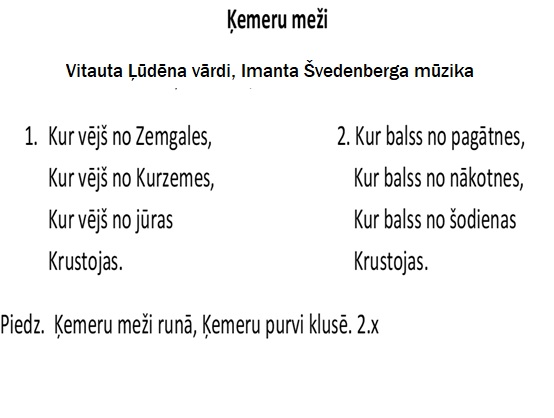 Ķemeru meži
Vitauta Ļūdēna vārdi, Imanta Švedenberga mūzika
1. Kur vējš no Zemgales,
Kur vējš no Kurzemes,
Kur vējš no jūras
Krustojas.
2. Kur balss no pagātnes,
Kur balss no nākotnes,
Kur balss no šodienas
Krustojas.
Piedz. Ķemeru meži runā, Ķemeru purvi klusē. 2.x